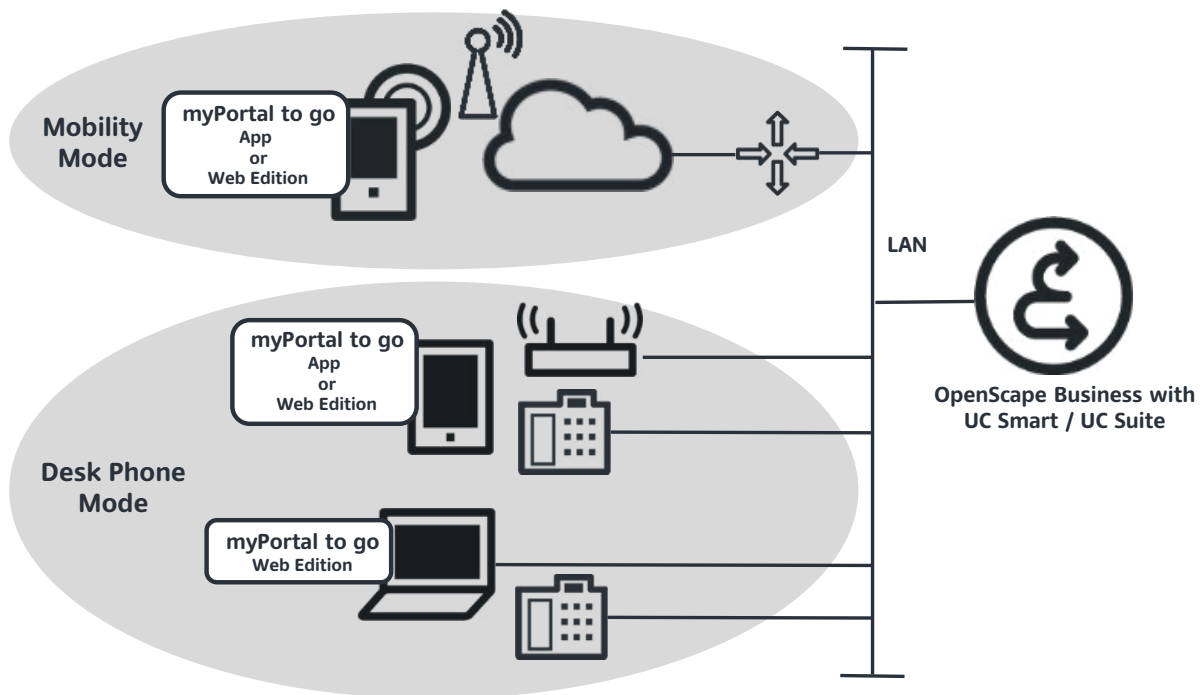 Mobility
Mode
myPortal to go
App
or
Web Edition
LAN
myPortal to go
App
or
Web Edition
OpenScape Business with
UC Smart / UC Suite
Desk Phone
Mode
myPortal to go
Web Edition